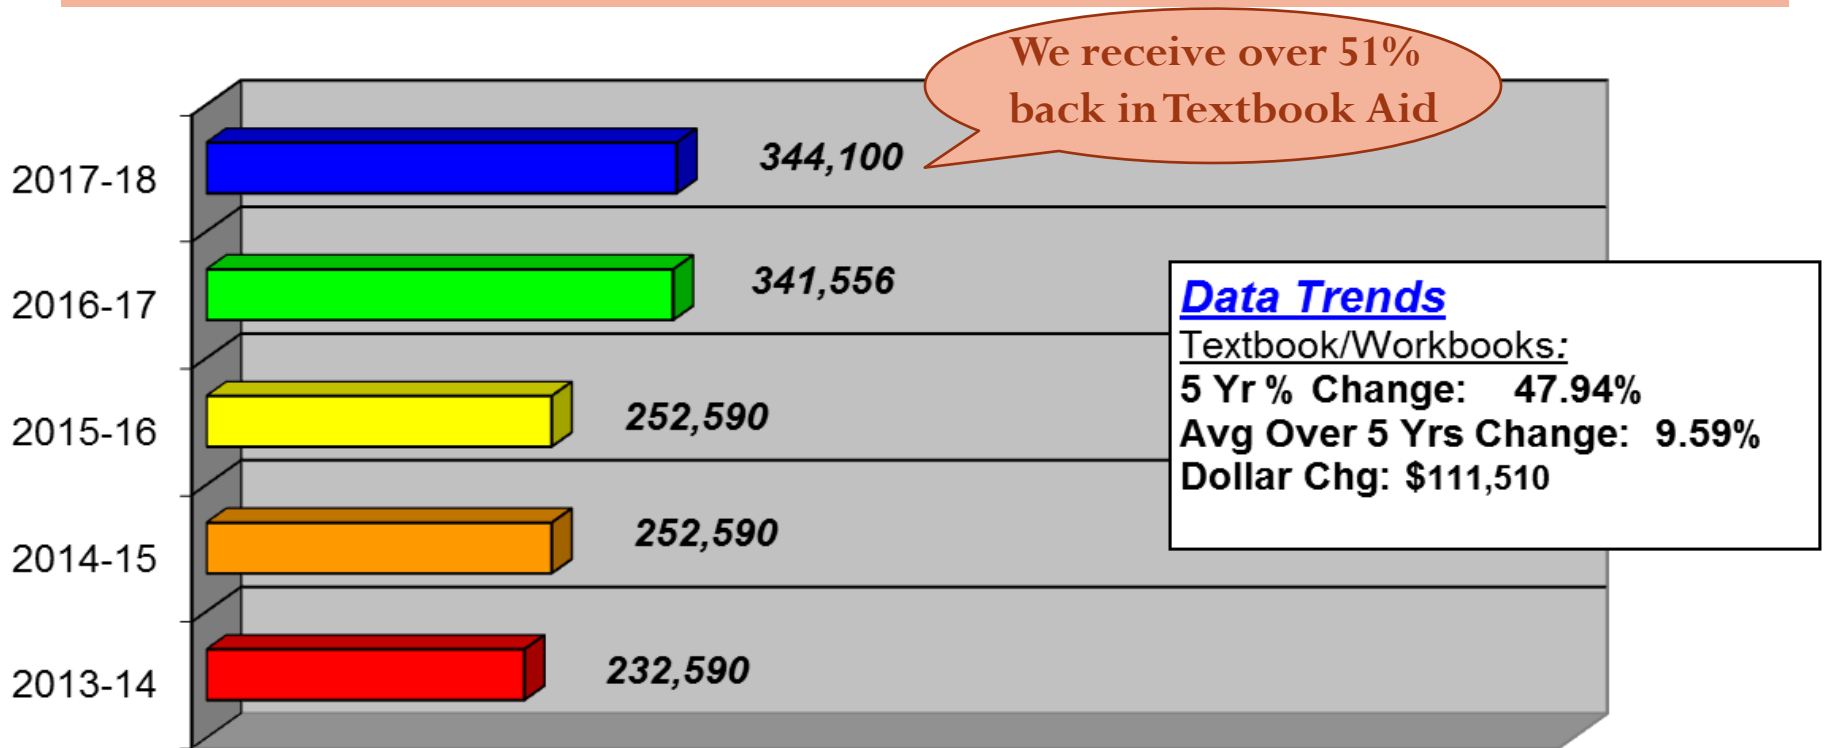 We receive over 51%
back in Textbook Aid
2017-18
344,100
2016-17
341,556
2015-16
252,590
2014-15
252,590
2013-14
232,590
Data Trends
Textbook/Workbooks:
5 Yr % Change: 47.94%
Avg Over 5 Yrs Change: 9.59%
Dollar Chg: $111,510